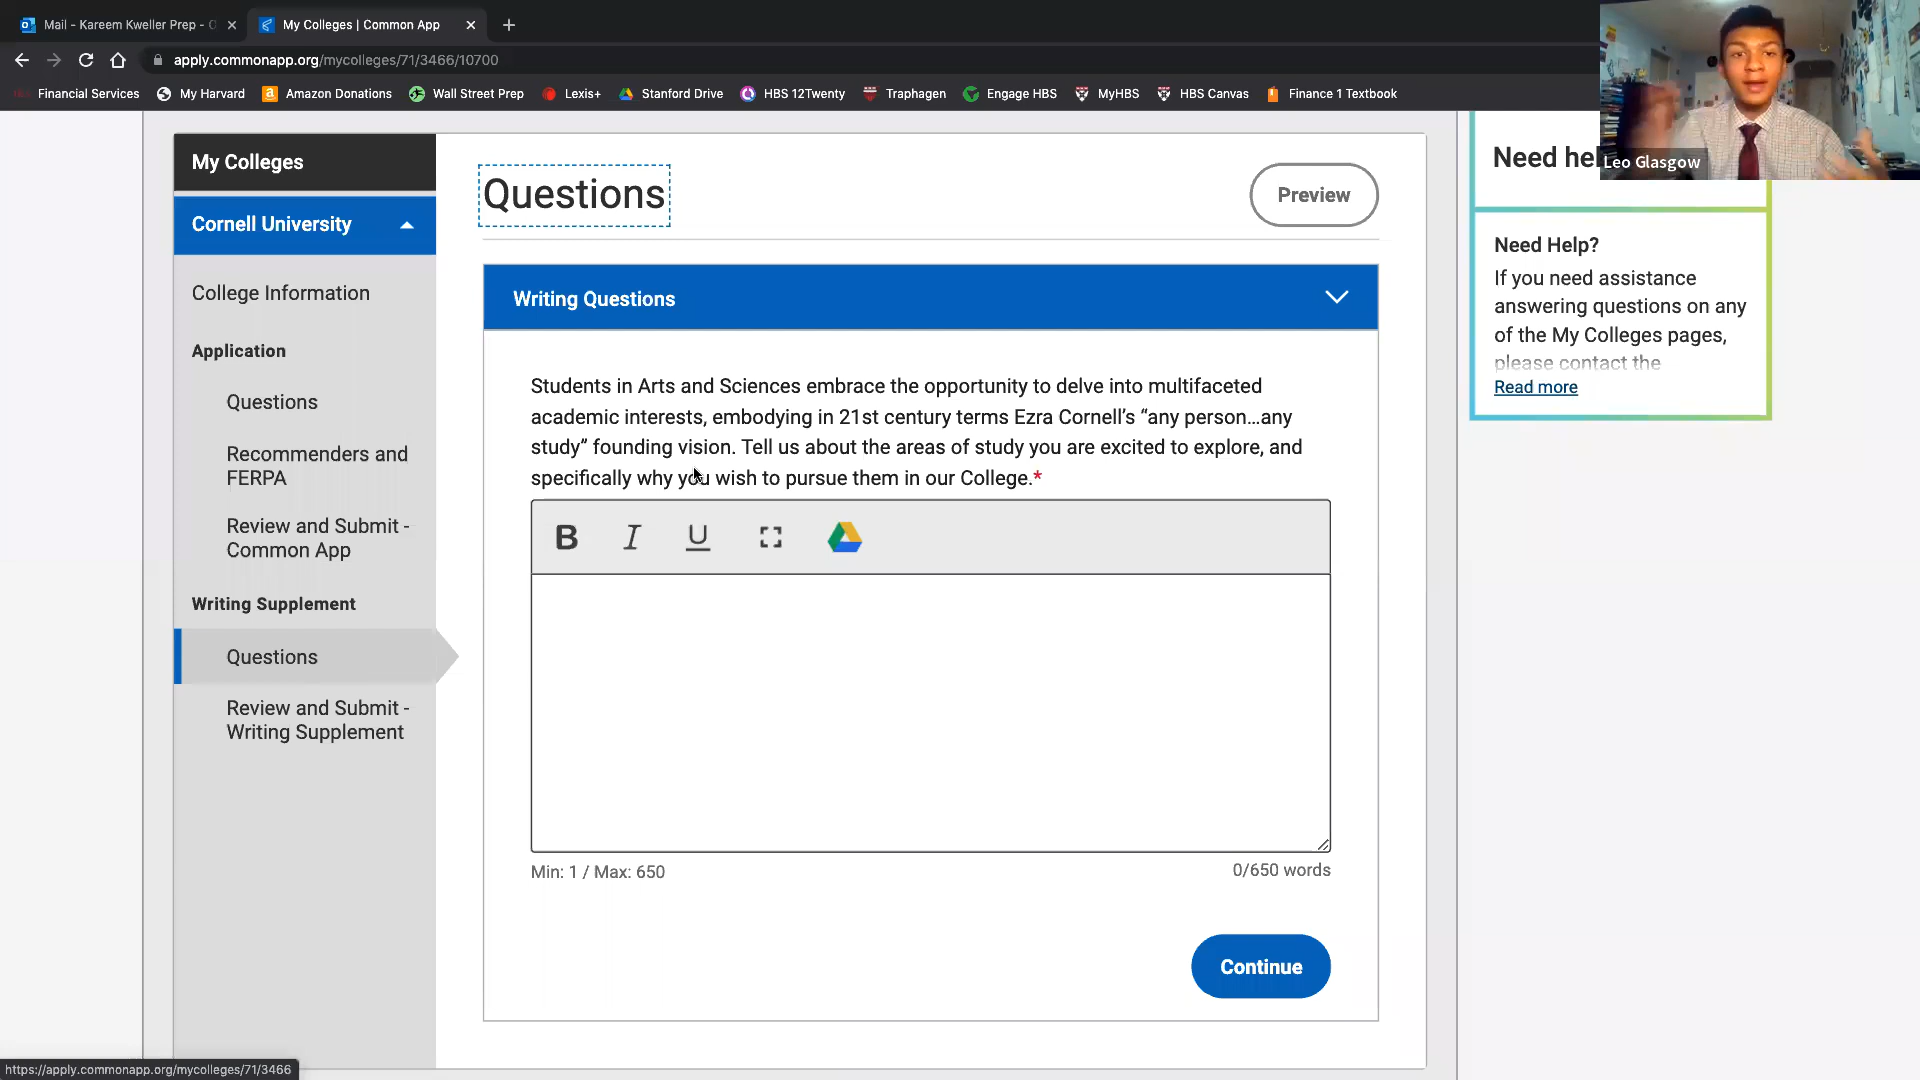 Mail - Kareem Kweller Prep -
My Colleges | Common App
apply.commonapp.org/mycolleges/71/3466/10700
Financial Services
My Harvard
Amazon Donations
Wall Street Prep
Lexis+
Stanford Drive
HBS 12Twenty
Traphagen
Engage HBS
MyHBS
HBS Canvas
Finance 1 Textbook
Leo Glasgow
My Colleges
Cornell University
College Information
Application
Questions
Recommenders and
FERPA
Review and Submit -
Common App
Writing Supplement
Questions
Review and Submit -
Writing Supplement
Questions
Preview
Writing Questions
Students in Arts and Sciences embrace the opportunity to delve into multifaceted
academic interests, embodying in 21st century terms Ezra Cornell’s “any person…any
study” founding vision. Tell us about the areas of study you are excited to explore, and
specifically why you wish to pursue them in our College.*
B I U
Min: 1 / Max: 650
0/650 words
Continue
Need
Need Help?
If you need assistance
answering questions on any
of the My Colleges pages,
please contact the
Read more
https://apply.commonapp.org/mycolleges/71/3466